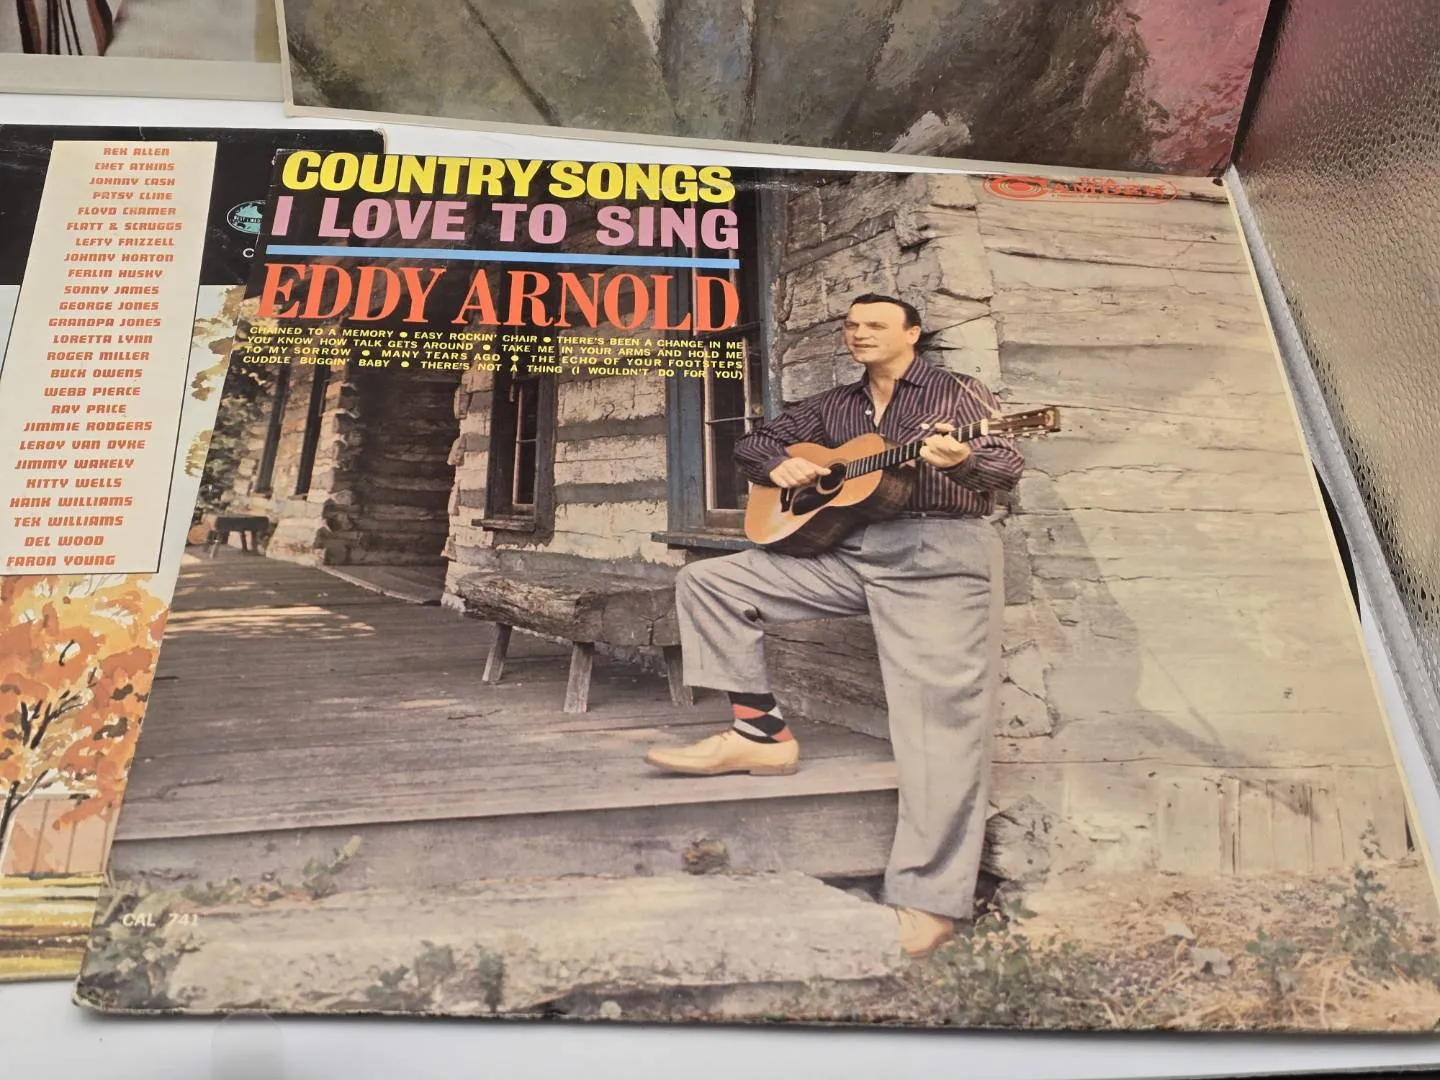 REX ALLEN
CHET ATKINS
JOHNNY CASH
PATSY CLINE
FLOYD CRAMER
FLATT & SCRUGGS
LEFTY FRIZZELL
JOHNNY HORTON
FERLIN HUSKY
SONNY JAMES
GEORGE JONES
GRANDPA JONES
LORETTA LYNN
ROGER MILLER
BUCK OWENS
WEBB PIERCE
RAY PRICE
JIMMIE RODGERS
LEROY VAN DYKE
JIMMY WAKELY
KITTY WELLS
HANK WILLIAMS
TEX WILLIAMS
DEL WOOD
FARON YOUNG
C
COUNTRY SONGS
I LOVE TO SING
EDDY ARNOLD
CHAINED TO A MEMORY ● EASY ROCKIN' CHAIR ● THERE'S BEEN A CHANGE IN ME
YOU KNOW HOW TALK GETS AROUND ● TAKE ME IN YOUR ARMS AND HOLD ME
TO MY SORROW ● MANY TEARS AGO ● THE ECHO OF YOUR FOOTSTEPS
CUDDLE BUGGIN' BABY ● THERE'S NOT A THING (I WOULDN'T DO FOR YOU)
RCA
CAMDEN
CAL 741